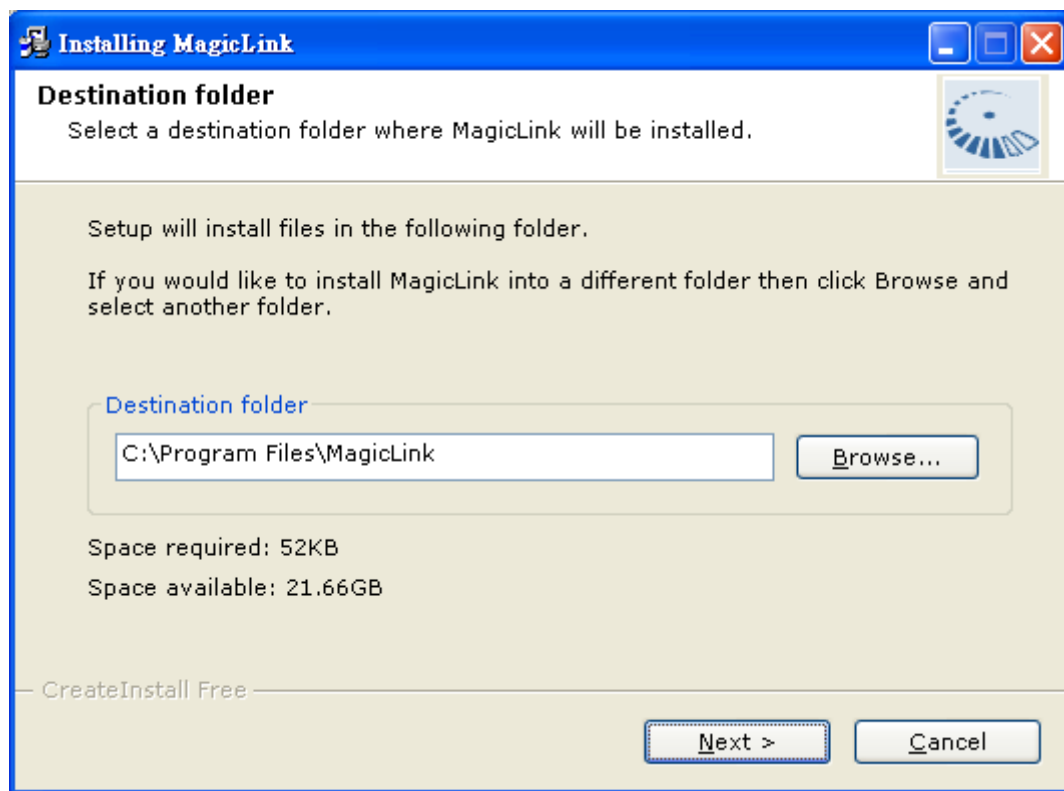 Installing MagicLink
Destination folder
Select a destination folder where MagicLink will be installed.
Setup will install files in the following folder.
If you would like to install MagicLink into a different folder then click Browse and
select another folder.
Destination folder
C:\Program Files\MagicLink
Browse...
Space required: 52KB
Space available: 21.66GB
CreateInstall Free
Next >
Cancel